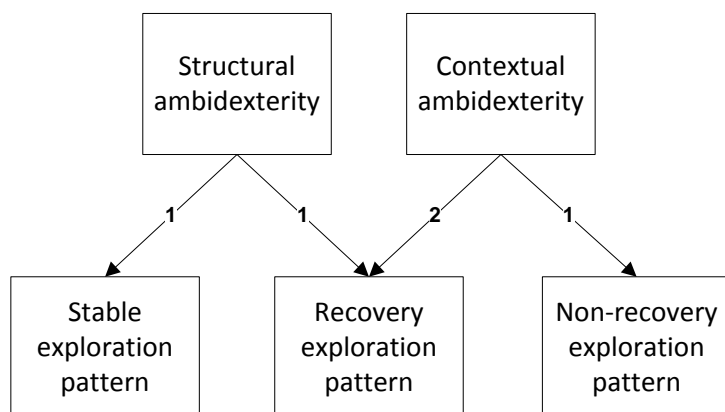 Structural
ambidexterity
Contextual
ambidexterity
1
1
2
1
Stable
exploration
pattern
Recovery
exploration
pattern
Non-recovery
exploration
pattern